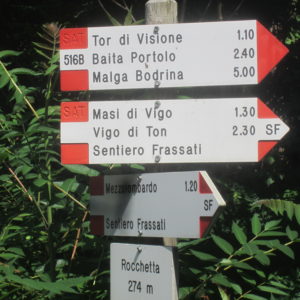 SAT Tor di Visione 1.10
516B Baita Portolo 2.40
Malga Bodrina 5.00
SAT Masi di Vigo 1.30
Vigo di Ton 2.30 SF
Sentiero Frassati
Mezzolombardo 1.20
SF
Sentiero Frassati
Rocchetta
274 m